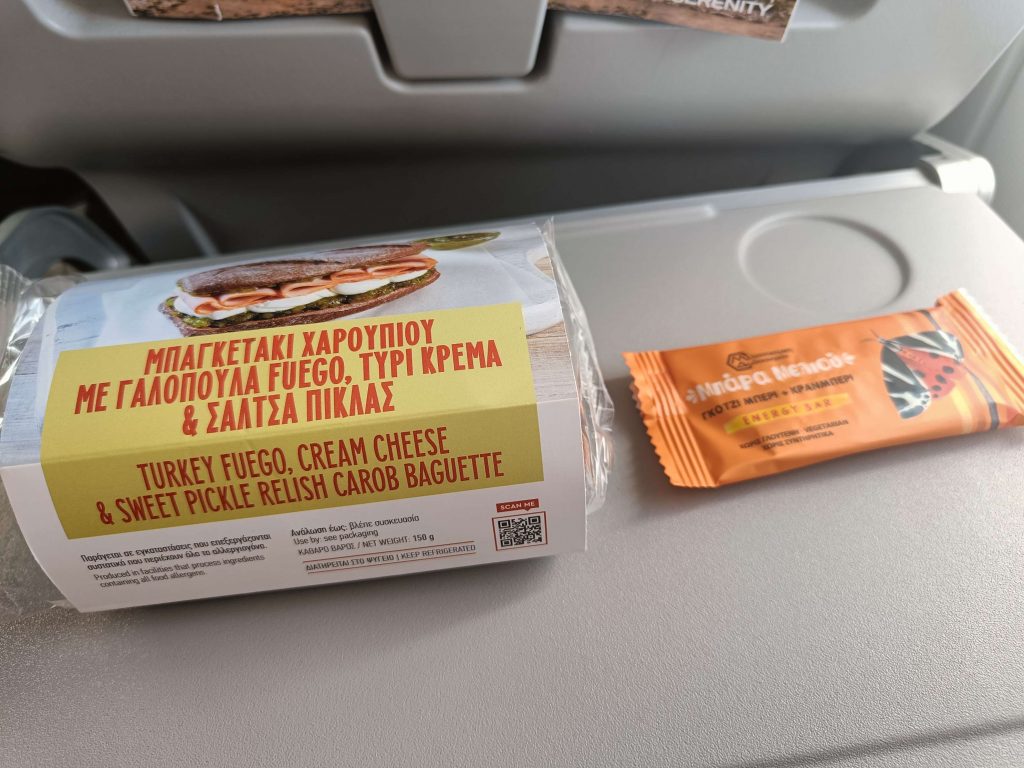 SERENITY
ΜΠΑΓΚΕΤΑΚΙ ΧΑΡΟΥΠΙΟΥ
ΜΕ ΓΑΛΟΠΟΥΛΑ FUEGO, ΤΥΡΙ ΚΡΕΜΑ
& ΣΑΛΤΣΑ ΠΙΚΛΑΣ
TURKEY FUEGO, CREAM CHEESE
& SWEET PICKLE RELISH CAROB BAGUETTE
Παράγεται σε εγκαταστάσεις που επεξεργάζονται
συστατικά που περιέχουν όλα τα αλλεργιογόνα.
Produced in facilities that process ingredients
containing all food allergens
Ανάλωση έως: βλέπε συσκευασία
Use by: see packaging
ΚΑΘΑΡΟ ΒΑΡΟΣ / NET WEIGHT: 150 g
ΔΙΑΤΗΡΕΙΤΑΙ ΣΤΟ ΨΥΓΕΙΟ | KEEP REFRIGERATED
SCAN ME
Μπάρα Μελιού
ΓΚΟΤΖΙ ΜΠΕΡΙ + ΚΡΑΝΜΠΕΡΙ
ENERGY BAR
ΧΩΡΙΣ ΓΛΟΥΤΕΝΗ VEGETARIAN
ΧΩΡΙΣ ΣΥΝΤΗΡΗΤΙΚΑ